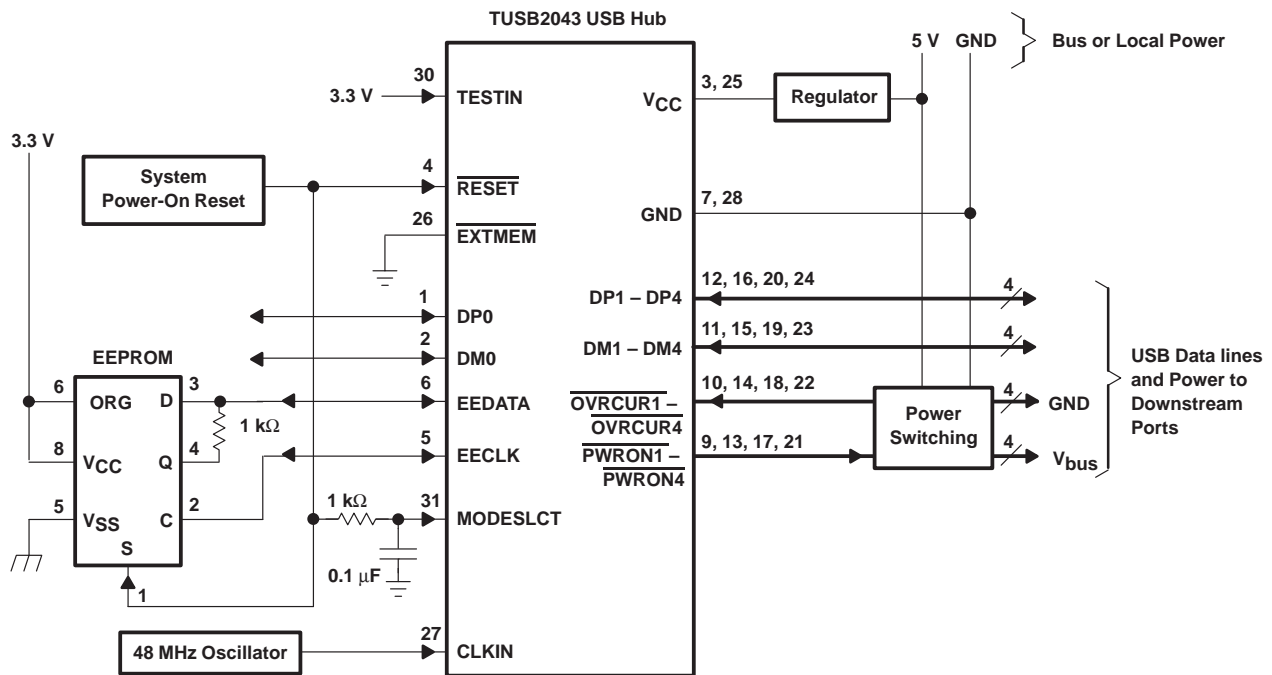 TUSB2043 USB Hub
5 V GND
Bus or Local Power
30
3.3 V
TESTIN
3, 25
VCC
Regulator
3.3 V
System
Power-On Reset
4
RESET
26
EXTMEM
7, 28
GND
1
DP0
2
DM0
12, 16, 20, 24
DP1 – DP4
4
11, 15, 19, 23
DM1 – DM4
4
USB Data lines
and Power to
Downstream
Ports
EEPROM
6
ORG
D
3
1 kΩ
6
EEDATA
10, 14, 18, 22
OVRCUR1 –
OVRCUR4
Power
Switching
4
GND
8
VCC
Q
4
5
EECLK
9, 13, 17, 21
PWRON1 –
PWRON4
4
Vbus
5
VSS
C
2
S
1
1 kΩ
31
MODESLCT
0.1 µF
48 MHz Oscillator
27
CLKIN